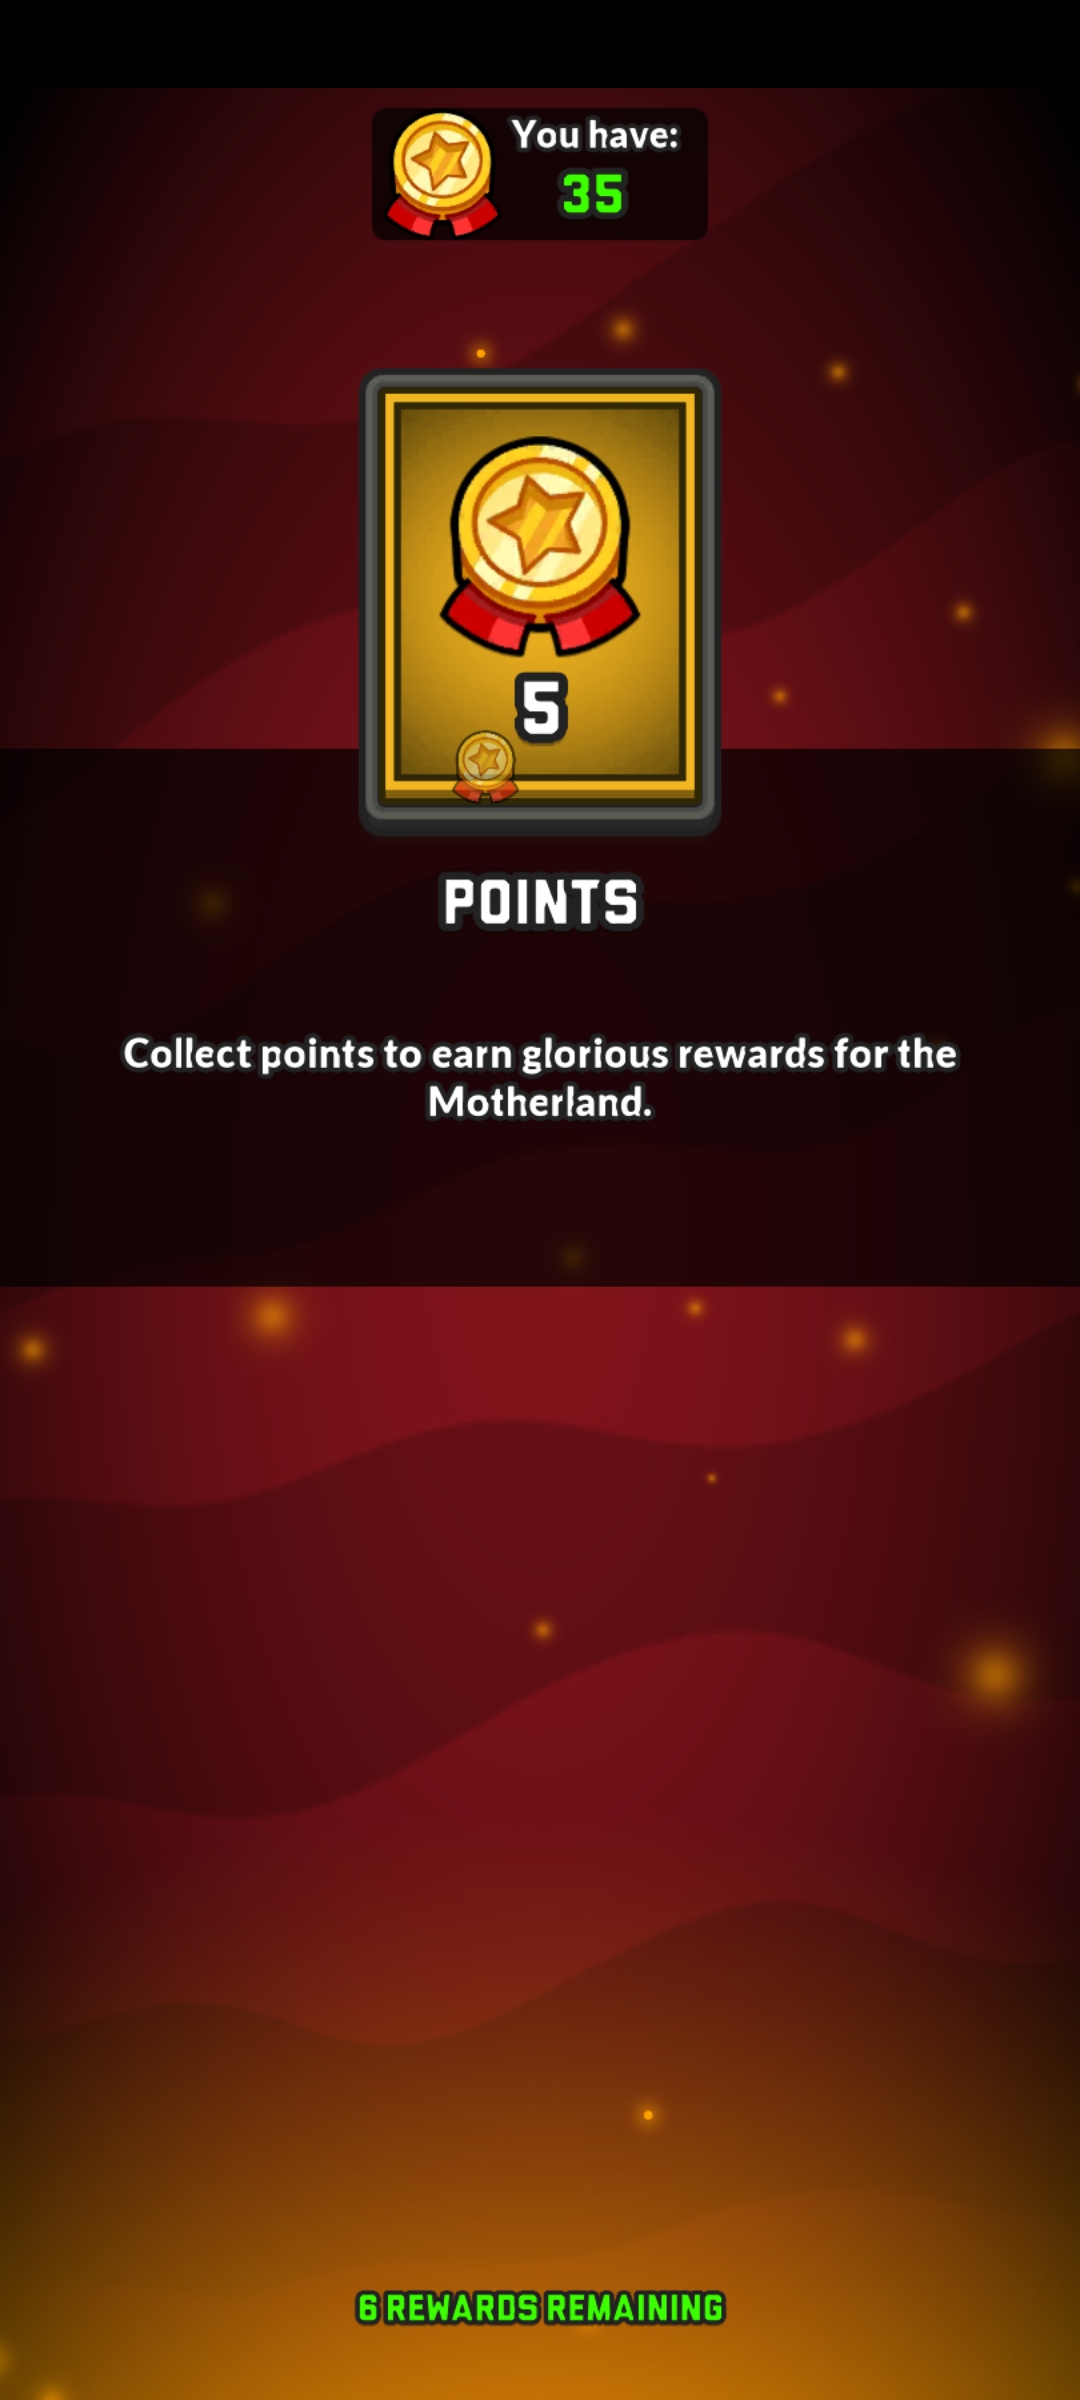 You have:
35
5
POINTS
Collect points to earn glorious rewards for the
Motherland.
6 REWARDS REMAINING